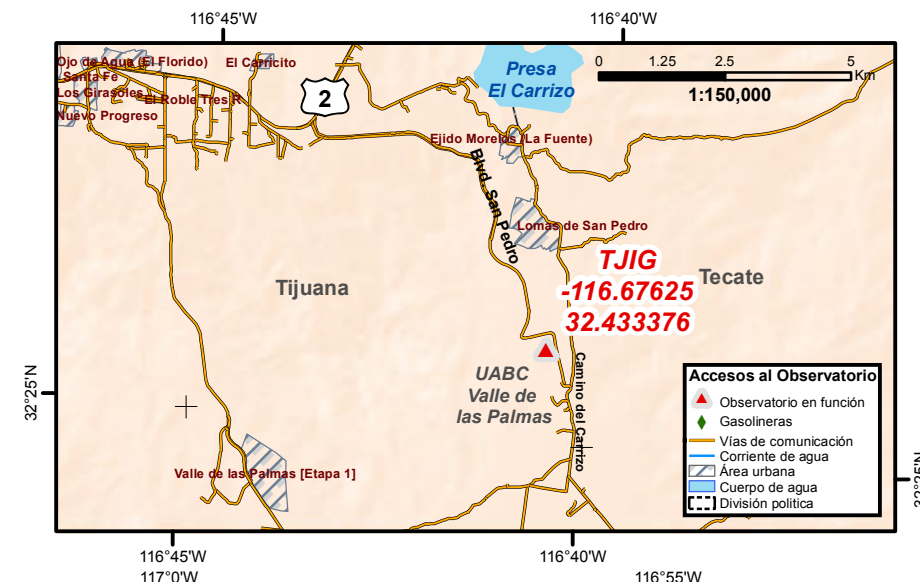 116°45'W
116°40'W
Ojo de Agua (El Florido)
El Carricito
Santa Fe
Los Girasoles
El Roble Tres R
Nuevo Progreso
2
Presa
El Carrizo
0 1.25 2.5 5
Km
1:150,000
Ejido Morelos (La Fuente)
Blvd. San Pedro
Lomas de San Pedro
TJIG
-116.67625
32.433376
Tijuana
Tecate
UABC
Valle de
las Palmas
Camino del Carrizo
32°25'N
Valle de las Palmas [Etapa 1]
Accesos al Observatorio
Observatorio en función
Gasolineras
Vías de comunicación
Corriente de agua
Área urbana
Cuerpo de agua
División politica
32°25'N
116°45'W
116°40'W
117°0'W
116°55'W